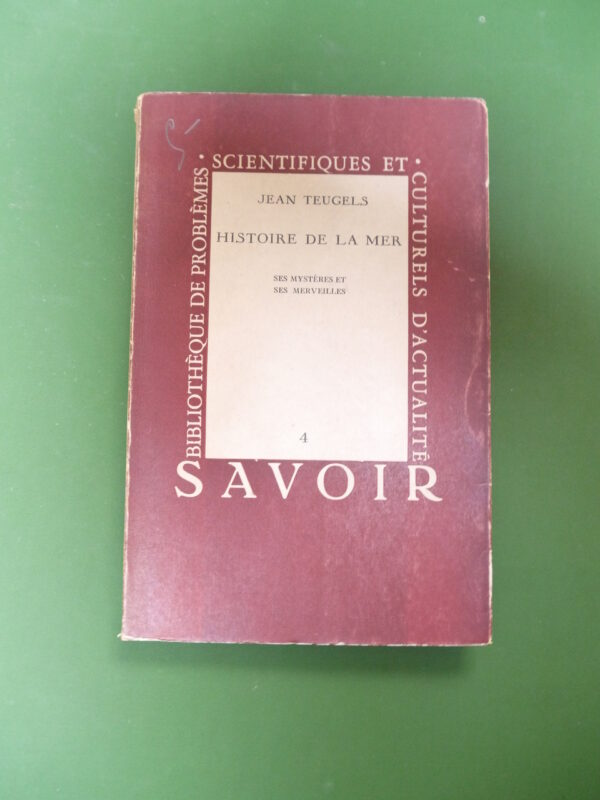 BIBLIOTHÈQUE DE PROBLÈMES · SCIENTIFIQUES ET · CULTURELS D'ACTUALITÉ
JEAN TEUGELS
HISTOIRE DE LA MER
SES MYSTÈRES ET
SES MERVEILLES
4
SAVOIR